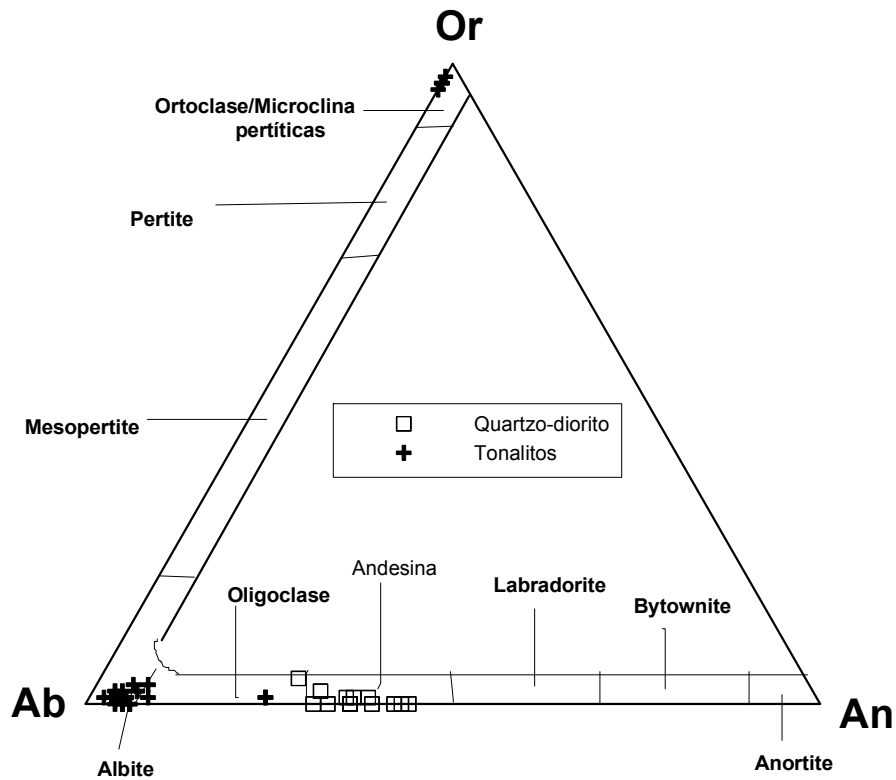 Or
Ortoclase/Microclina
pertíticas
Pertite
Mesopertite
Quartzo-diorito
Tonalitos
Andesina
Oligoclase
Labradorite
Bytownite
Ab
An
Albite
Anortite